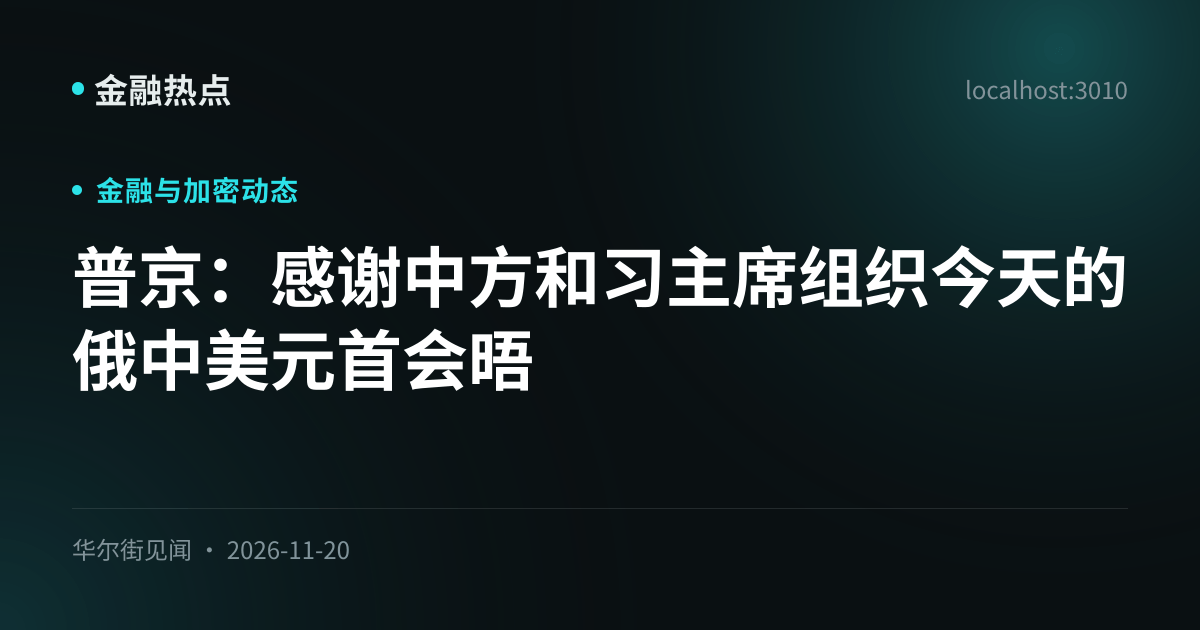 金融热点
localhost:3010
金融与加密动态
普京：感谢中方和习主席组织今天的
俄中美元首会晤
华尔街见闻 · 2026-11-20